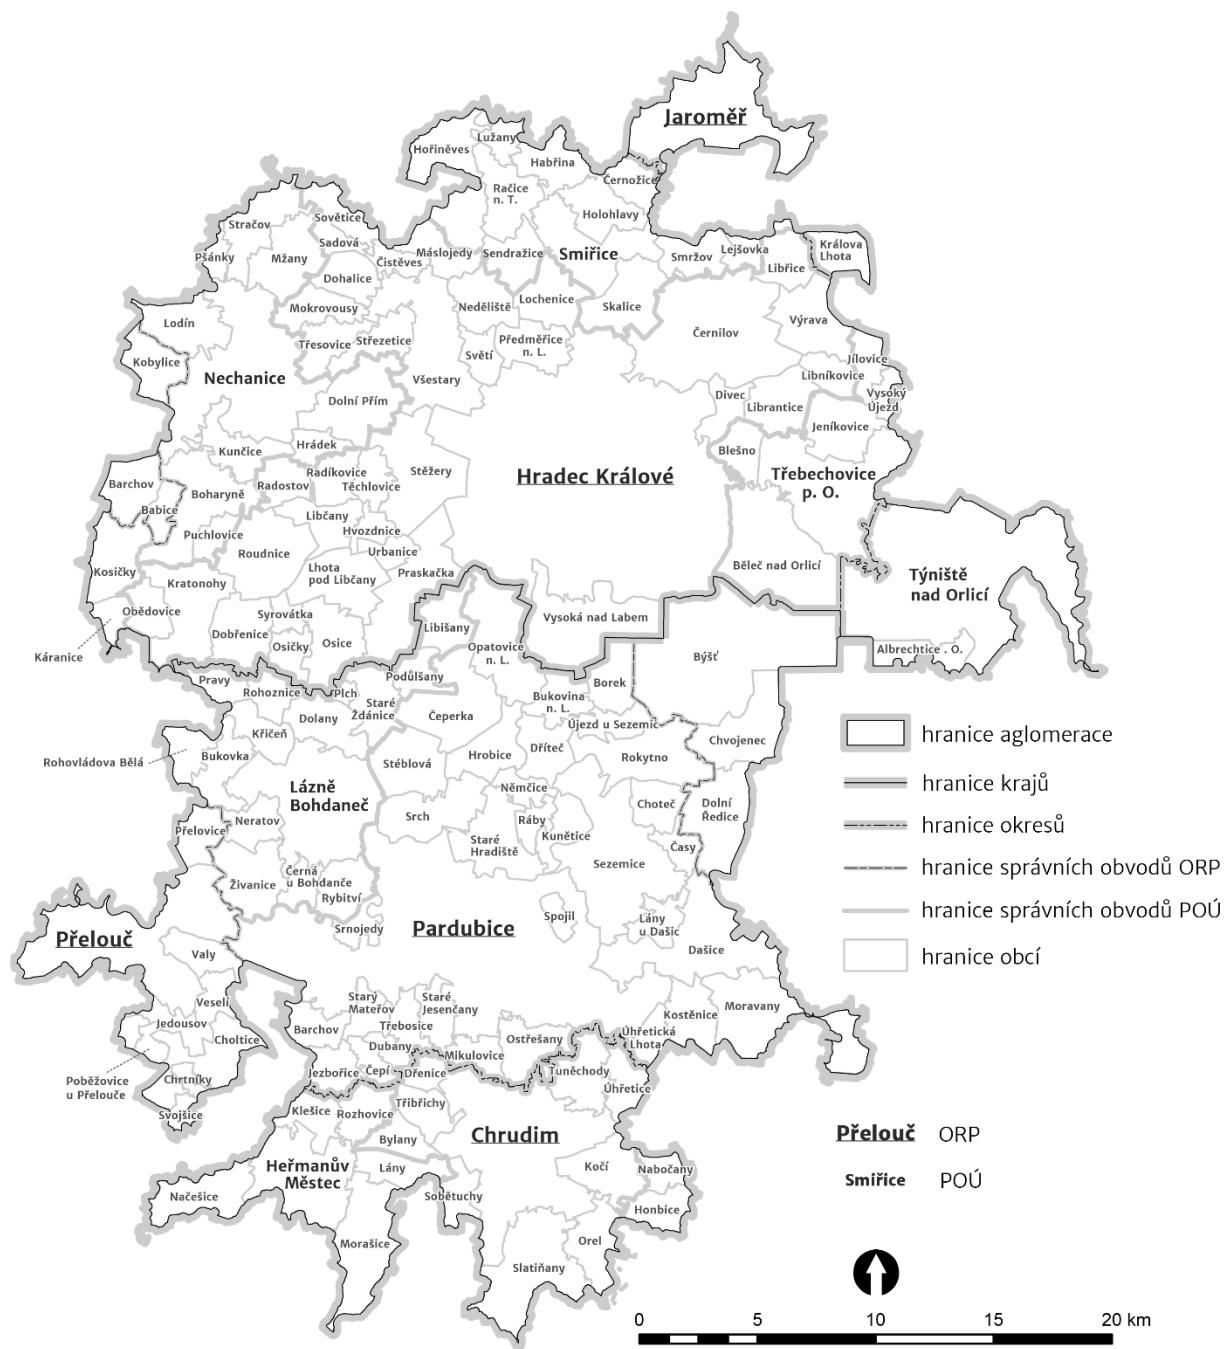 Jaroměř
Lužany
Hořiněves
Habřina
Černožice
Račice
n. T.
Holohlavy
Sovětice
Stračov
Sadová
Pšánky
Mžany
Čistěves
Máslojedy
Sendražice
Smiřice
Smržov
Lejšovka
Libřice
Králova
Lhota
Dohalice
Mokrovousy
Neděliště
Lochenice
Skalice
Lodín
Třesovice
Střezetice
Světí
Předměřice
n. L.
Černilov
Výrava
Kobylice
Nechanice
Všestary
Jílovice
Libníkovice
Vysoký
Újezd
Dolní Přím
Divec
Librantice
Jeníkovice
Kunčice
Hrádek
Blešno
Barchov
Babice
Boharyně
Radostov
Radíkovice
Těchlovice
Stěžery
Hradec Králové
Třebechovice
p. O.
Puchlovice
Libčany
Hvozdnice
Roudnice
Urbanice
Kosičky
Kratonohy
Lhota
pod Libčany
Praskačka
Běleč nad Orlicí
Týniště
nad Orlicí
Obědovice
Syrovátka
Dobřenice
Osičky
Osice
Libišany
Vysoká nad Labem
Káranice
Opatovice
n. L.
Býšť
Albrechtice . O.
Pravy
Rohoznice
Plch
Podůlšany
Staré
Ždánice
Bukovina
n. L.
Borek
Dolany
Čeperka
Újezd u Sezemic
Křičeň
Chvojenec
Rohovládova Bělá
Bukovka
Stéblová
Hrobice
Dříteč
Rokytno
Lázně
Bohdaneč
Němčice
Choteč
Dolní
Ředice
Přelovice
Neratov
Srch
Ráby
Kunětice
Staré
Hradiště
Časy
Sezemice
Živanice
Černá
u Bohdanče
Rybitví
Přelouč
Srnojedy
Pardubice
Spojil
Lány
u Dašic
Dašice
Valy
Veselí
Starý
Mateřov
Staré
Jesenčany
Moravany
Kostěnice
Jedousov
Choltice
Barchov
Třebosice
Dubany
Mikulovice
Ostřešany
Úhřetická
Lhota
Poběžovice
u Přelouče
Chrtníky
Svojšice
Jezbořice
Čepí
Dřenice
Tuněchody
Úhřetice
Klešice
Rozhovice
Třibřichy
Bylany
Chrudim
Heřmanův
Městec
Lány
Kočí
Nabočany
Načešice
Sobětuchy
Honbice
Morašice
Orel
Slatiňany
hranice aglomerace
hranice krajů
hranice okresů
hranice správních obvodů ORP
hranice správních obvodů POÚ
hranice obcí
Přelouč ORP
Smiřice POÚ
0 5 10 15 20 km